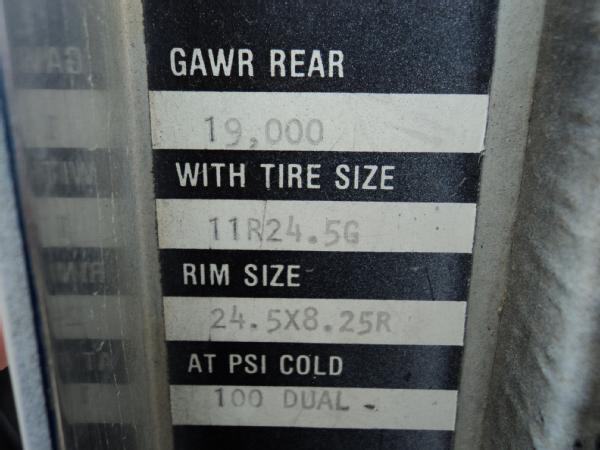 GAWR REAR
19,000
WITH TIRE SIZE
11R24.5G
RIM SIZE
24.5X8.25R
AT PSI COLD
100 DUAL